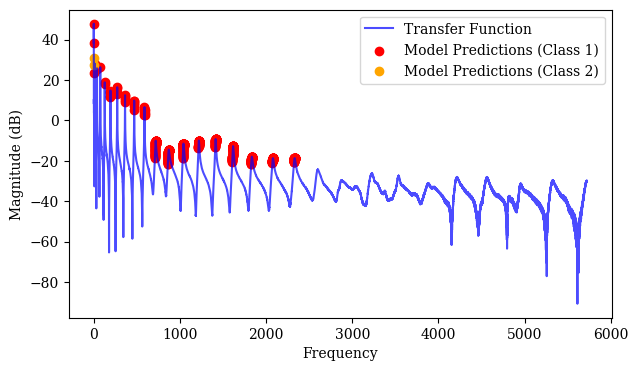 Transfer Function
Model Predictions (Class 1)
Model Predictions (Class 2)
Magnitude (dB)
40
20
0
−20
−40
−60
−80
0 1000 2000 3000 4000 5000 6000
Frequency